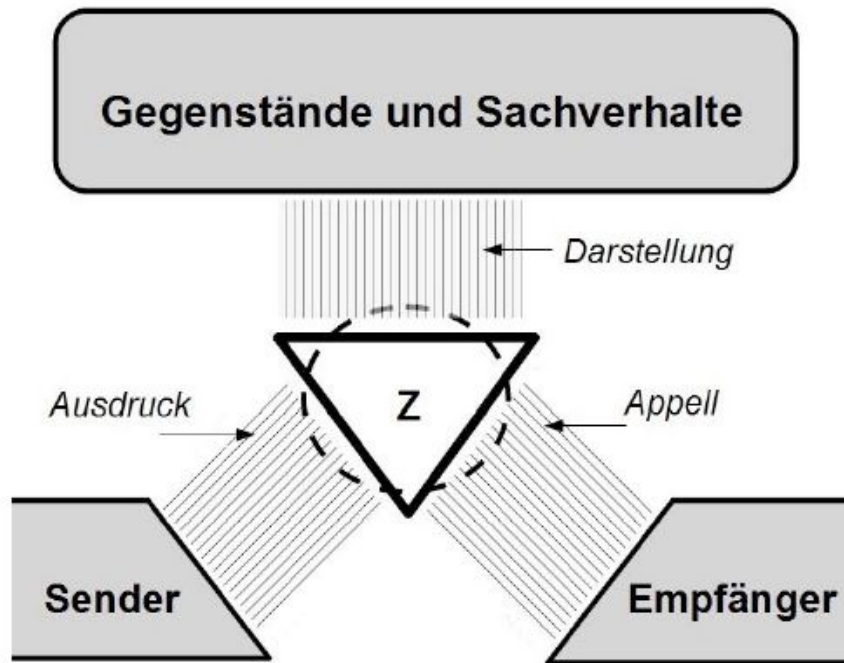 Gegenstände und Sachverhalte
Darstellung
Z
Ausdruck
Appell
Sender
Empfänger